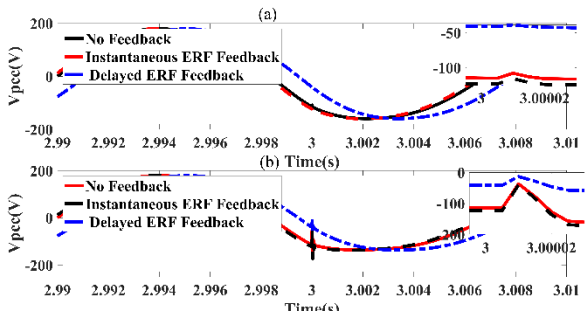 (a)
200
No Feedback
Instantaneous ERF Feedback
Delayed ERF Feedback
-50
-100
3 3.00002
Vpcc(V)
0
-200
2.99 2.992 2.994 2.996 2.998 3 3.002 3.004 3.006 3.008 3.01
Time(s)
(b)
200
No Feedback
Instantaneous ERF Feedback
Delayed ERF Feedback
0
-100
-200
3 3.00002
Vpcc(V)
0
-200
2.99 2.992 2.994 2.996 2.998 3 3.002 3.004 3.006 3.008 3.01
Time(s)